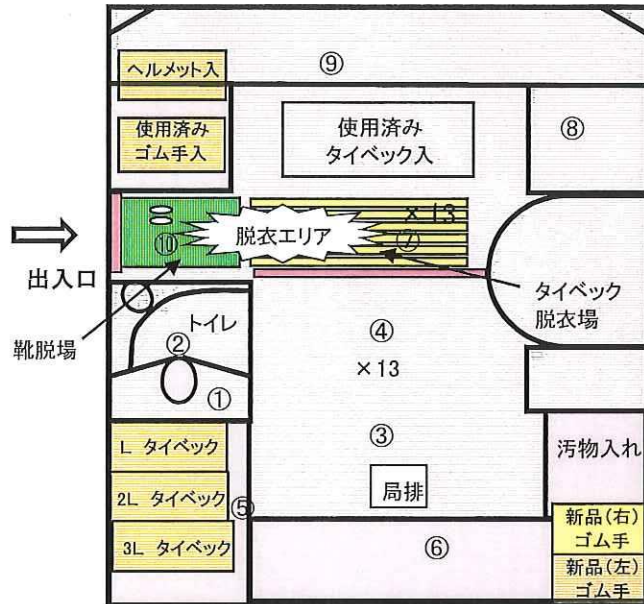 ⑨
ヘルメット入
使用済み
ゴム手入
使用済み
タイベック入
⑧
×13
脱衣エリア
⑩
⑦
出入口
タイベック
脱衣場
靴脱場
トイレ
②
④
×13
①
③
L タイベック
汚物入れ
2L タイベック
局排
⑤
3L タイベック
⑥
新品(右)
ゴム手
新品(左)
ゴム手